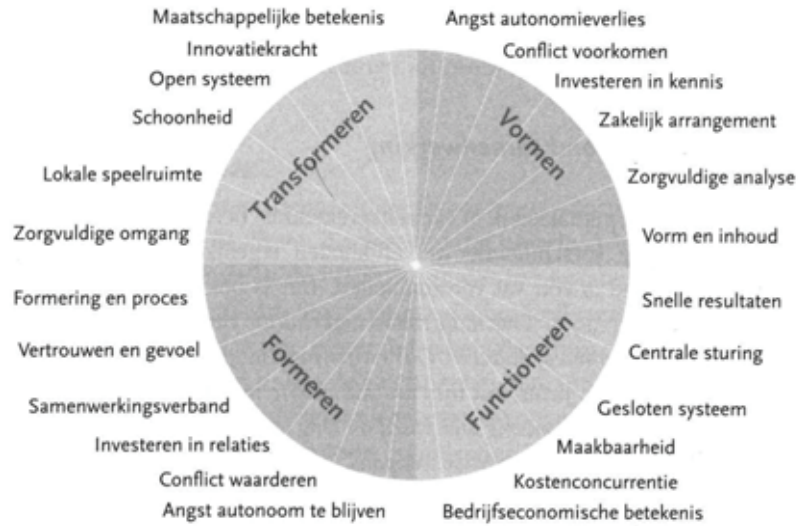 Maatschappelijke betekenis
Angst autonomieverlies
Innovatiekracht
Conflict voorkomen
Open systeem
Investeren in kennis
Schoonheid
Zakelijk arrangement
Transformeren
Vormen
Lokale speelruimte
Zorgvuldige analyse
Zorgvuldige omgang
Vorm en inhoud
Formering en proces
Snelle resultaten
Vertrouwen en gevoel
Centrale sturing
Formeren
Functioneren
Samenwerkingsverband
Gesloten systeem
Investeren in relaties
Maakbaarheid
Conflict waarderen
Kostenconcurrentie
Angst autonoom te blijven
Bedrijfseconomische betekenis